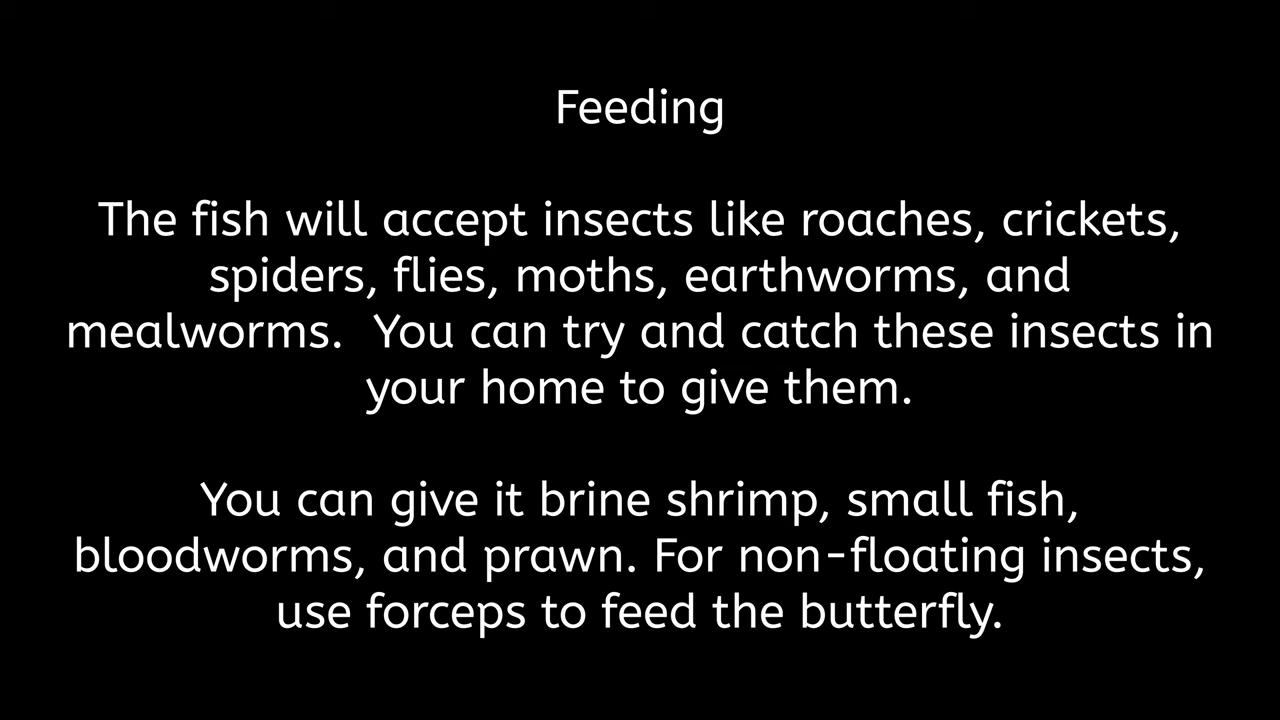 Feeding
The fish will accept insects like roaches, crickets,
spiders, flies, moths, earthworms, and
mealworms.  You can try and catch these insects in
your home to give them.
You can give it brine shrimp, small fish,
bloodworms, and prawn. For non-floating insects,
use forceps to feed the butterfly.